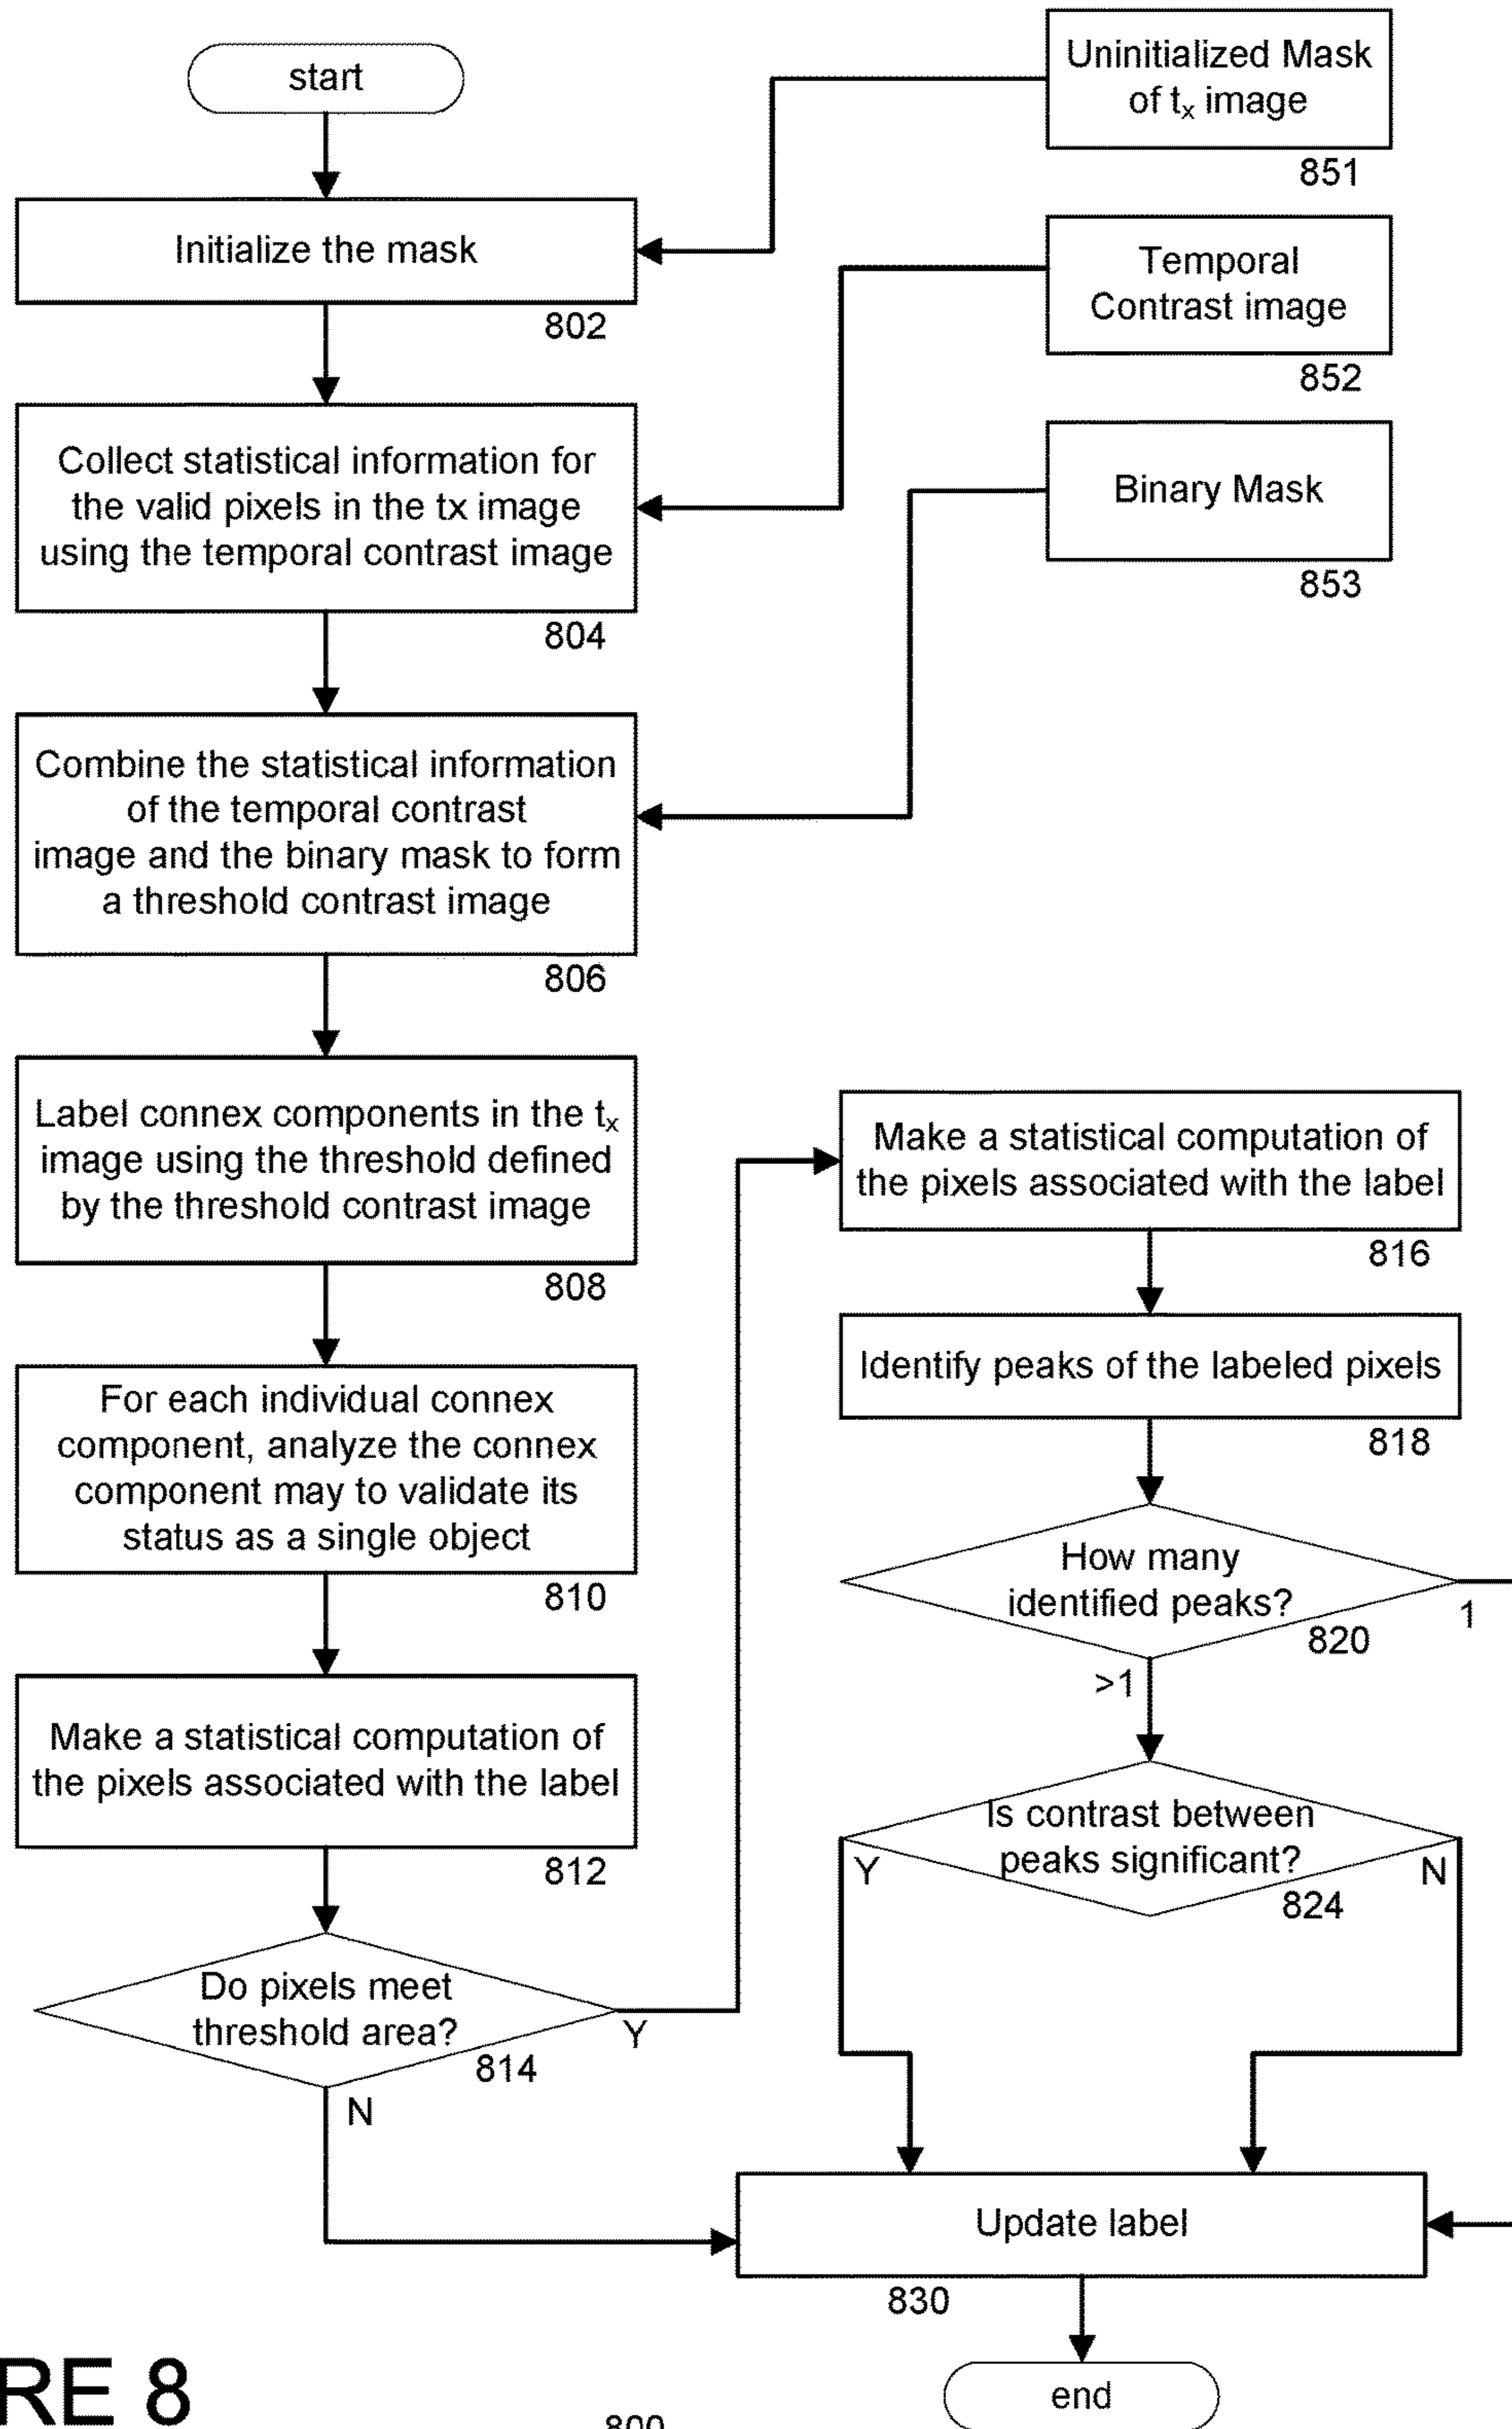 start
Uninitialized Mask
of tx image
851
Initialize the mask
802
Temporal
Contrast image
852
Collect statistical information for
the valid pixels in the tx image
using the temporal contrast image
804
Binary Mask
853
Combine the statistical information
of the temporal contrast
image and the binary mask to form
a threshold contrast image
806
Label connex components in the tx
image using the threshold defined
by the threshold contrast image
808
For each individual connex
component, analyze the connex
component may to validate its
status as a single object
810
Make a statistical computation of
the pixels associated with the label
812
Do pixels meet
threshold area?
814
Y
N
Make a statistical computation of
the pixels associated with the label
816
Identify peaks of the labeled pixels
818
How many
identified peaks?
820
1
>1
Is contrast between
peaks significant?
824
Y
N
Update label
830
end
RE 8
800